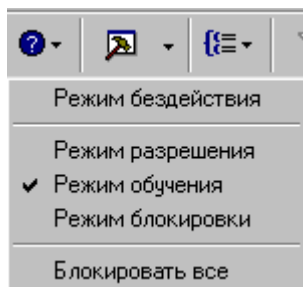 Режим бездействия
Режим разрешения
Режим обучения
Режим блокировки
Блокировать все